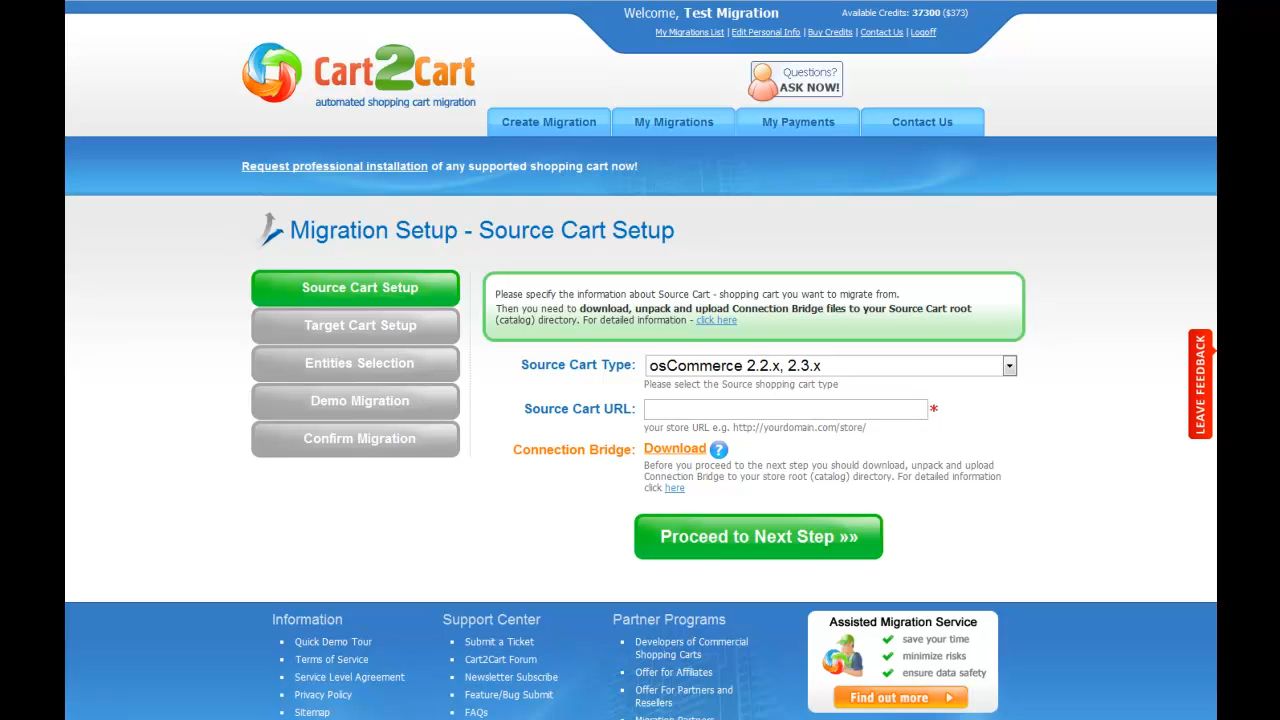 Welcome, Test Migration
Available Credits: 37300 ($373)
My Migrations List | Edit Personal Info | Buy Credits | Contact Us | Logoff
Cart2Cart
automated shopping cart migration
Questions?
ASK NOW!
Create Migration
My Migrations
My Payments
Contact Us
Request professional installation of any supported shopping cart now!
Migration Setup - Source Cart Setup
Source Cart Setup
Target Cart Setup
Entities Selection
Demo Migration
Confirm Migration
Please specify the information about Source Cart - shopping cart you want to migrate from.
Then you need to download, unpack and upload Connection Bridge files to your Source Cart root
(catalog) directory. For detailed information - click here
Source Cart Type: osCommerce 2.2.x, 2.3.x
Please select the Source shopping cart type
Source Cart URL: *
your store URL e.g. http://yourdomain.com/store/
Connection Bridge: Download ?
Before you proceed to the next step you should download, unpack and upload
Connection Bridge to your store root (catalog) directory. For detailed information
click here
Proceed to Next Step »»
LEAVE FEEDBACK
Information
Quick Demo Tour
Terms of Service
Service Level Agreement
Privacy Policy
Sitemap
Support Center
Submit a Ticket
Cart2Cart Forum
Newsletter Subscribe
Feature/Bug Submit
FAQs
Partner Programs
Developers of Commercial
Shopping Carts
Offer for Affiliates
Offer For Partners and
Resellers
Migration Partners
Assisted Migration Service
save your time
minimize risks
ensure data safety
Find out more